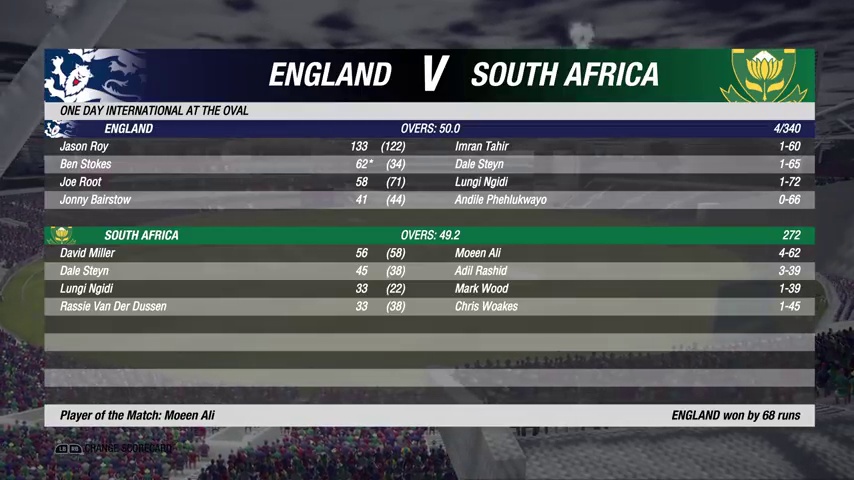 ENGLAND V SOUTH AFRICA
ONE DAY INTERNATIONAL AT THE OVAL
ENGLAND OVERS: 50.0 4/340
Jason Roy 133 (122) Imran Tahir 1-60
Ben Stokes 62* (34) Dale Steyn 1-65
Joe Root 58 (71) Lungi Ngidi 1-72
Jonny Bairstow 41 (44) Andile Phehlukwayo 0-66
SOUTH AFRICA OVERS: 49.2 272
David Miller 56 (58) Moeen Ali 4-62
Dale Steyn 45 (38) Adil Rashid 3-39
Lungi Ngidi 33 (22) Mark Wood 1-39
Rassie Van Der Dussen 33 (38) Chris Woakes 1-45
Player of the Match: Moeen Ali ENGLAND won by 68 runs
LB RB CHANGE SCORECARD